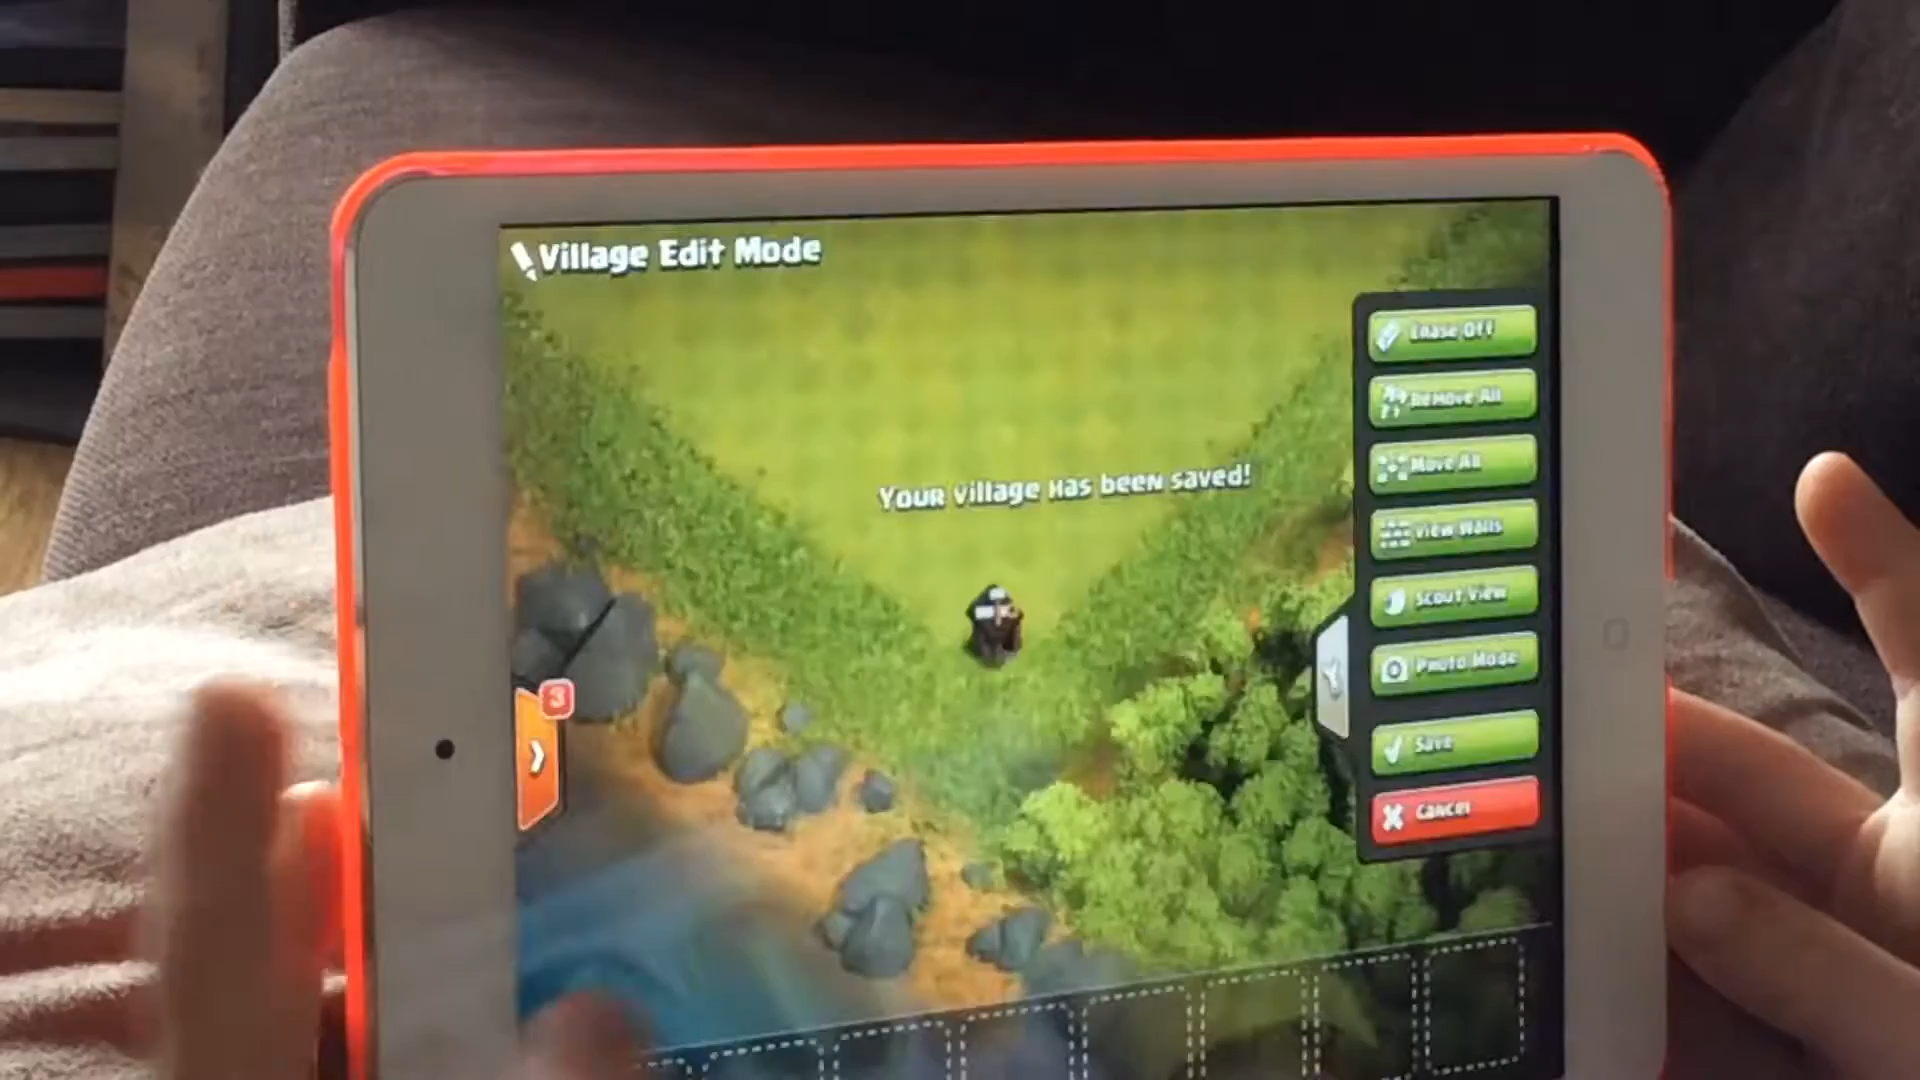 Village Edit Mode
Your village has been saved!
Erase Off
Remove All
Move All
View Walls
Scout View
Photo Mode
Save
Cancel
3